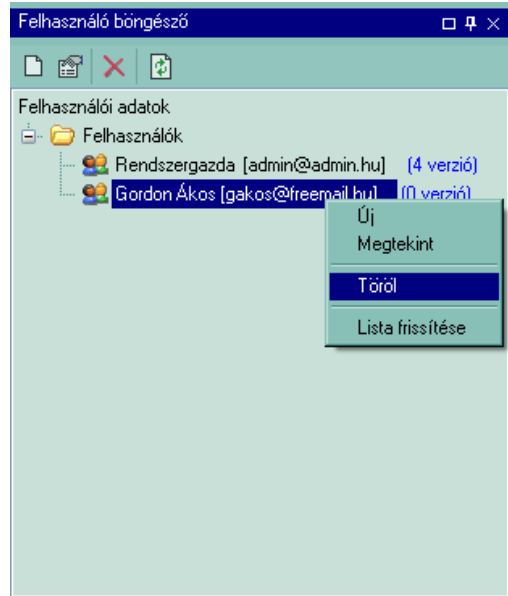 Felhasználó böngésző
Felhasználói adatok
Felhasználók
Rendszergazda [admin@admin.hu] (4 verzió)
Gordon Ákos [gakos@freemail.hu] (0 verzió)
Új
Megtekint
Töröl
Lista frissítése